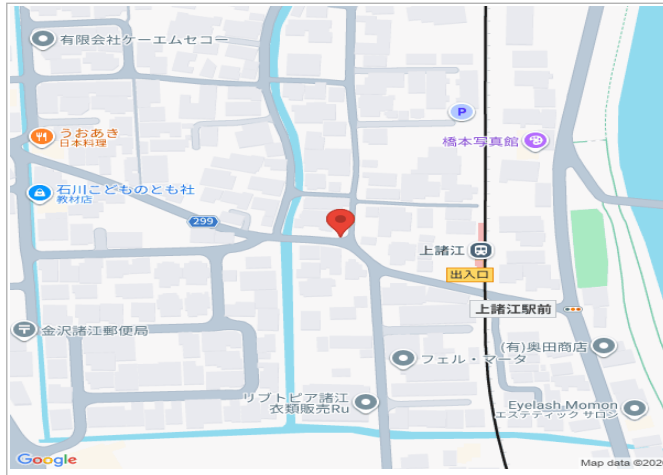 有限会社ケーエムセコー
うおあき
日本料理
P
橋本写真館
石川こどものとも社
教材店
299
上諸江
出入口
上諸江駅前
金沢諸江郵便局
(有)奥田商店
フェル・マータ
リブトピア諸江
衣類販売Ru
Eyelash Momon
エステティック サロン
Google
Map data ©202